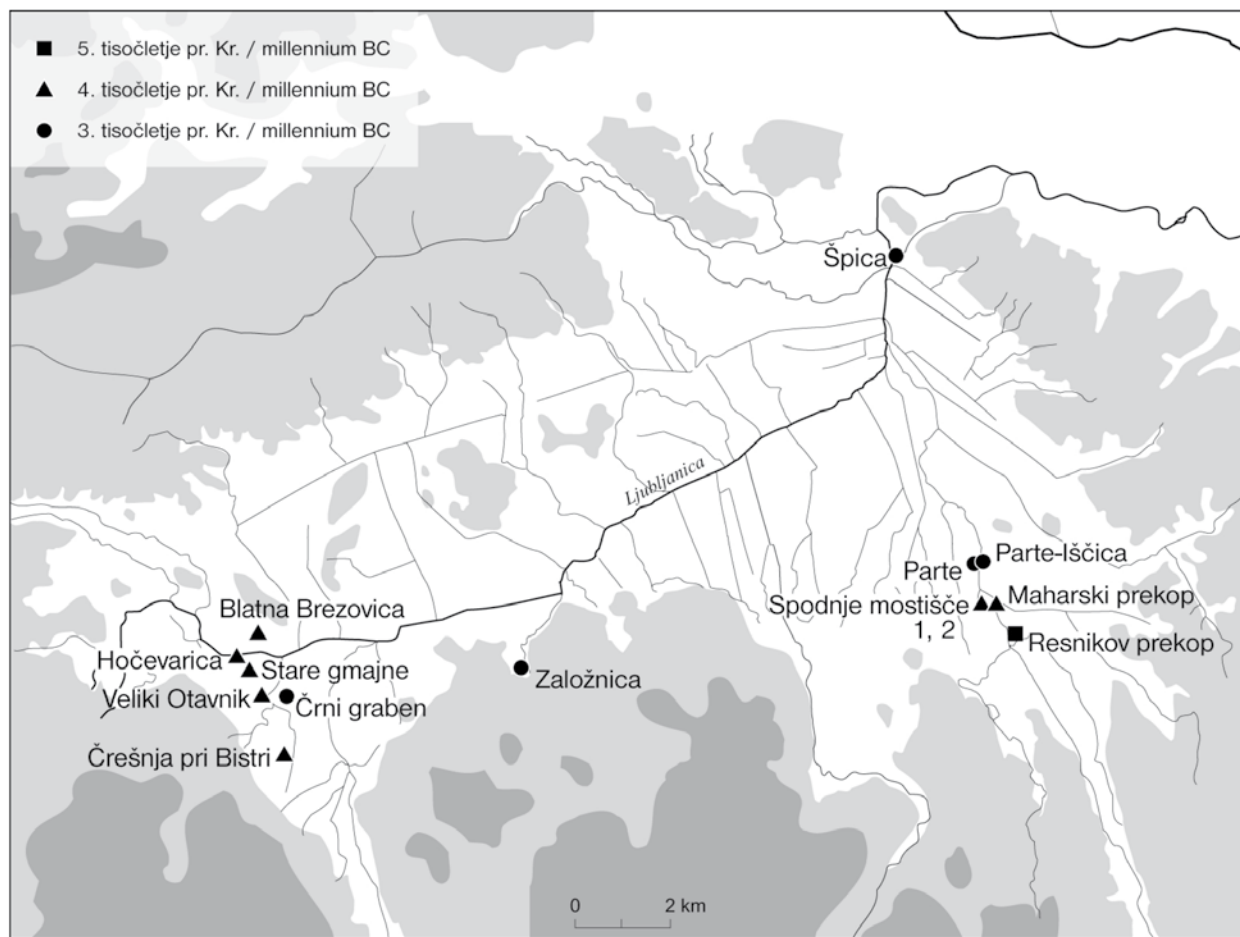 5. tisočletje pr. Kr. / millennium BC
4. tisočletje pr. Kr. / millennium BC
3. tisočletje pr. Kr. / millennium BC
Špica
Ljubljanica
Parte-Iščica
Parte
Spodnje mostišče
1, 2
Maharski prekop
Resnikov prekop
Blatna Brezovica
Hočevarica
Stare gmajne
Veliki Otavnik
Črni graben
Založnica
Črešnja pri Bistri
0 2 km